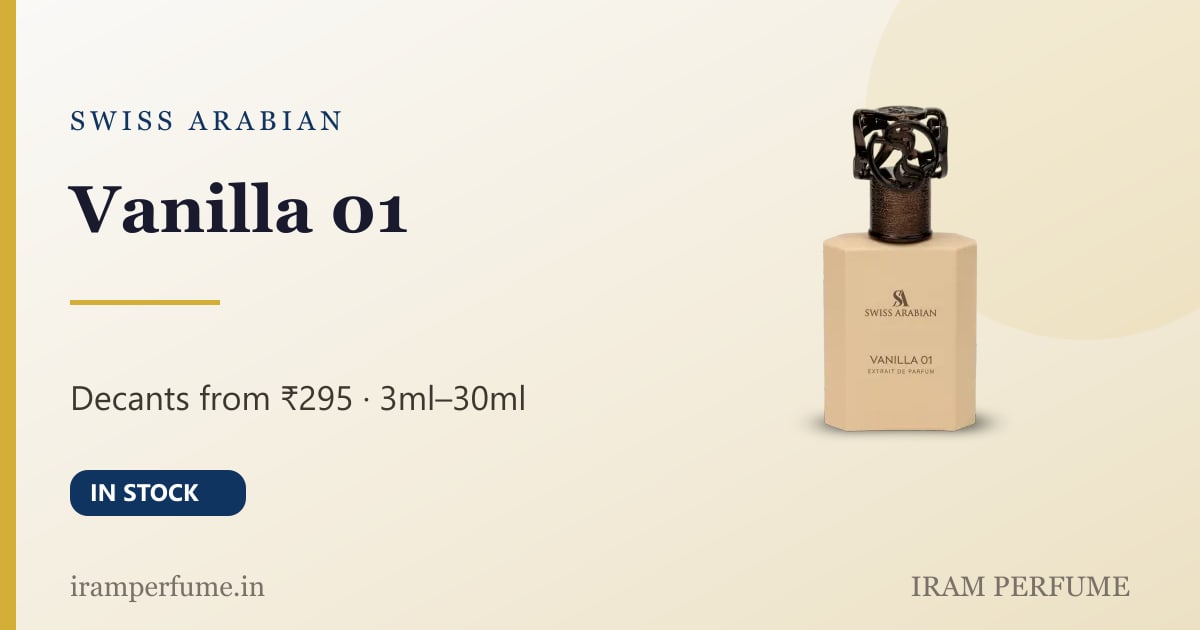 SWISS ARABIAN
Vanilla 01
Decants from ₹295 · 3ml–30ml
IN STOCK
iramperfume.in
SA
SWISS ARABIAN
VANILLA 01
EXTRAIT DE PARFUM
IRAM PERFUME